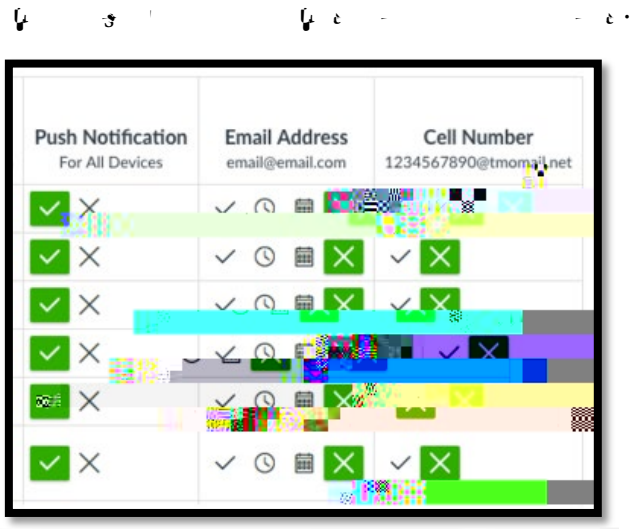 Push Notification Email Address Cell Number
For All Devices email@email.com 1234567890@tmomail.net